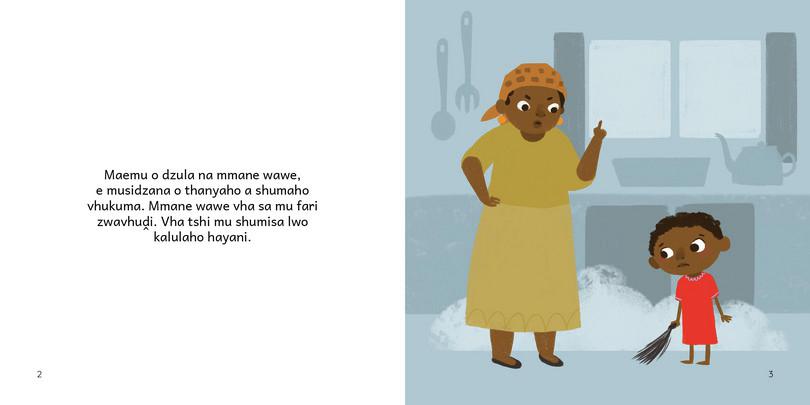 Maemu o dzula na mmane wawe,
e musidzana o thanyaho a shumaho
vhukuma. Mmane wawe vha sa mu fari
zwavhuḓi. Vha tshi mu shumisa lwo
kalulaho hayani.
2
3